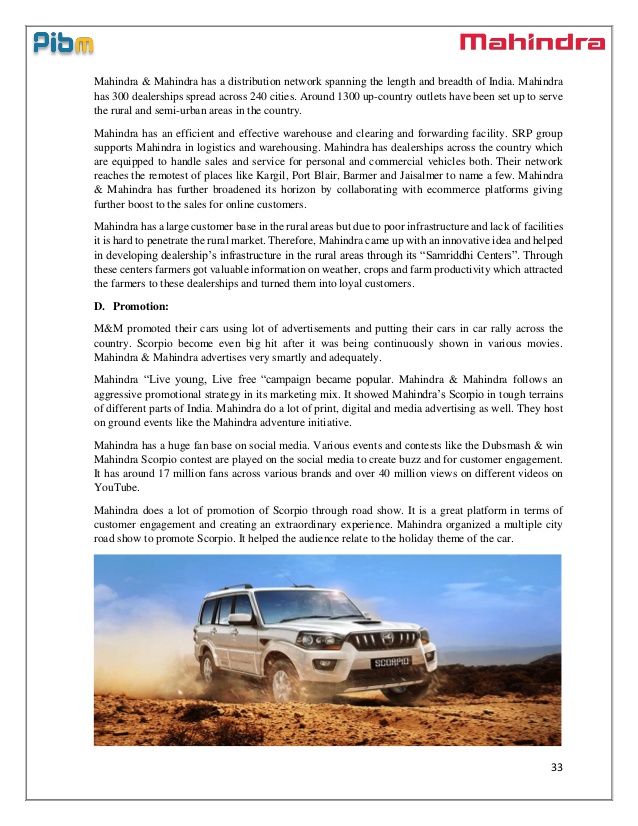 Pibm
Mahindra
Mahindra & Mahindra has a distribution network spanning the length and breadth of India. Mahindra
has 300 dealerships spread across 240 cities. Around 1300 up-country outlets have been set up to serve
the rural and semi-urban areas in the country.
Mahindra has an efficient and effective warehouse and clearing and forwarding facility. SRP group
supports Mahindra in logistics and warehousing. Mahindra has dealerships across the country which
are equipped to handle sales and service for personal and commercial vehicles both. Their network
reaches the remotest of places like Kargil, Port Blair, Barmer and Jaisalmer to name a few. Mahindra
& Mahindra has further broadened its horizon by collaborating with ecommerce platforms giving
further boost to the sales for online customers.
Mahindra has a large customer base in the rural areas but due to poor infrastructure and lack of facilities
it is hard to penetrate the rural market. Therefore, Mahindra came up with an innovative idea and helped
in developing dealership's infrastructure in the rural areas through its “Samriddhi Centers”. Through
these centers farmers got valuable information on weather, crops and farm productivity which attracted
the farmers to these dealerships and turned them into loyal customers.
D. Promotion:
M&M promoted their cars using lot of advertisements and putting their cars in car rally across the
country. Scorpio become even big hit after it was being continuously shown in various movies.
Mahindra & Mahindra advertises very smartly and adequately.
Mahindra “Live young, Live free “campaign became popular. Mahindra & Mahindra follows an
aggressive promotional strategy in its marketing mix. It showed Mahindra's Scorpio in tough terrains
of different parts of India. Mahindra do a lot of print, digital and media advertising as well. They host
on ground events like the Mahindra adventure initiative.
Mahindra has a huge fan base on social media. Various events and contests like the Dubsmash & win
Mahindra Scorpio contest are played on the social media to create buzz and for customer engagement.
It has around 17 million fans across various brands and over 40 million views on different videos on
YouTube.
Mahindra does a lot of promotion of Scorpio through road show. It is a great platform in terms of
customer engagement and creating an extraordinary experience. Mahindra organized a multiple city
road show to promote Scorpio. It helped the audience relate to the holiday theme of the car.
SCORPIO
33